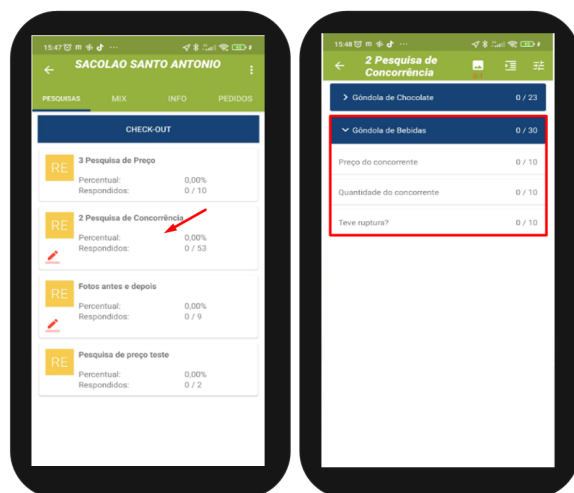 15:47
SACOLAO SANTO ANTONIO
PESQUISAS MIX INFO PEDIDOS
CHECK-OUT
RE
3 Pesquisa de Preço
Percentual: 0,00%
Respondidos: 0 / 10
RE
2 Pesquisa de Concorrência
Percentual: 0,00%
Respondidos: 0 / 53
RE
Fotos antes e depois
Percentual: 0,00%
Respondidos: 0 / 9
RE
Pesquisa de preço teste
Percentual: 0,00%
Respondidos: 0 / 2
15:48
2 Pesquisa de
Concorrência
Gôndola de Chocolate 0 / 23
Gôndola de Bebidas 0 / 30
Preço do concorrente 0 / 10
Quantidade do concorrente 0 / 10
Teve ruptura? 0 / 10